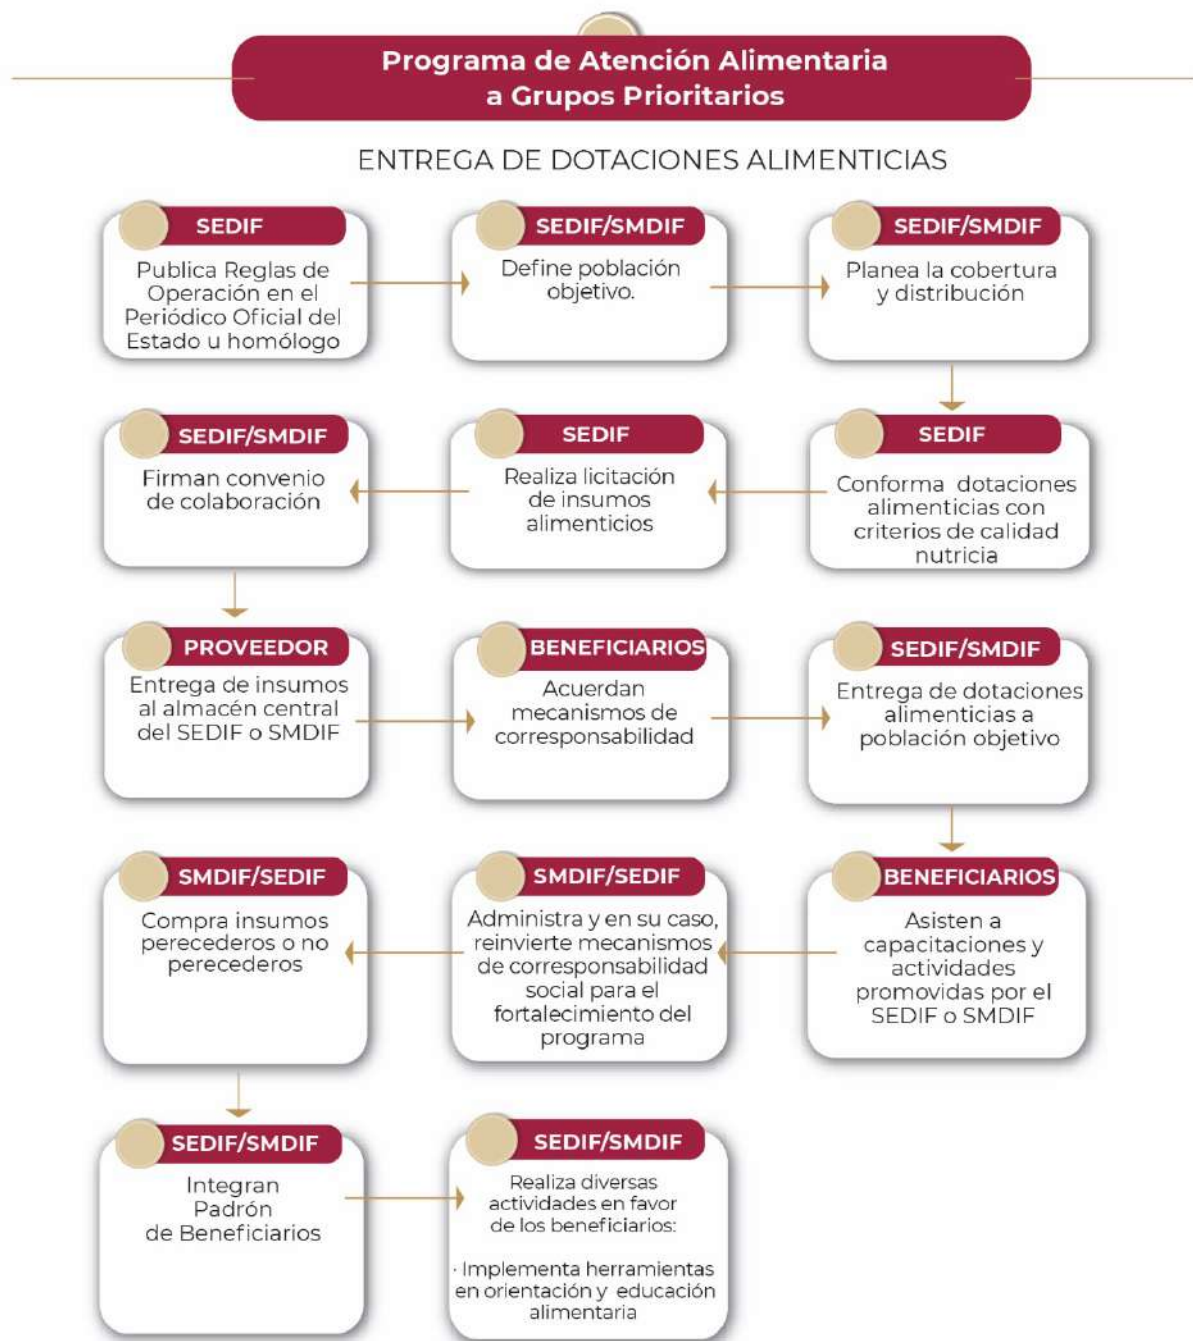 Programa de Atención Alimentaria
a Grupos Prioritarios
ENTREGA DE DOTACIONES ALIMENTICIAS
SEDIF
Publica Reglas de
Operación en el
Periódico Oficial del
Estado u homólogo
SEDIF/SMDIF
Define población
objetivo.
SEDIF/SMDIF
Planea la cobertura
y distribución
SEDIF
Conforma dotaciones
alimenticias con
criterios de calidad
nutricia
SEDIF
Realiza licitación
de insumos
alimenticios
SEDIF/SMDIF
Firman convenio
de colaboración
PROVEEDOR
Entrega de insumos
al almacén central
del SEDIF o SMDIF
BENEFICIARIOS
Acuerdan
mecanismos de
corresponsabilidad
SEDIF/SMDIF
Entrega de dotaciones
alimenticias a
población objetivo
BENEFICIARIOS
Asisten a
capacitaciones y
actividades
promovidas por el
SEDIF o SMDIF
SMDIF/SEDIF
Administra y en su caso,
reinvierte mecanismos
de corresponsabilidad
social para el
fortalecimiento del
programa
SMDIF/SEDIF
Compra insumos
perecederos o no
perecederos
SEDIF/SMDIF
Integran
Padrón
de Beneficiarios
SEDIF/SMDIF
Realiza diversas
actividades en favor
de los beneficiarios:
· Implementa herramientas
en orientación y educación
alimentaria